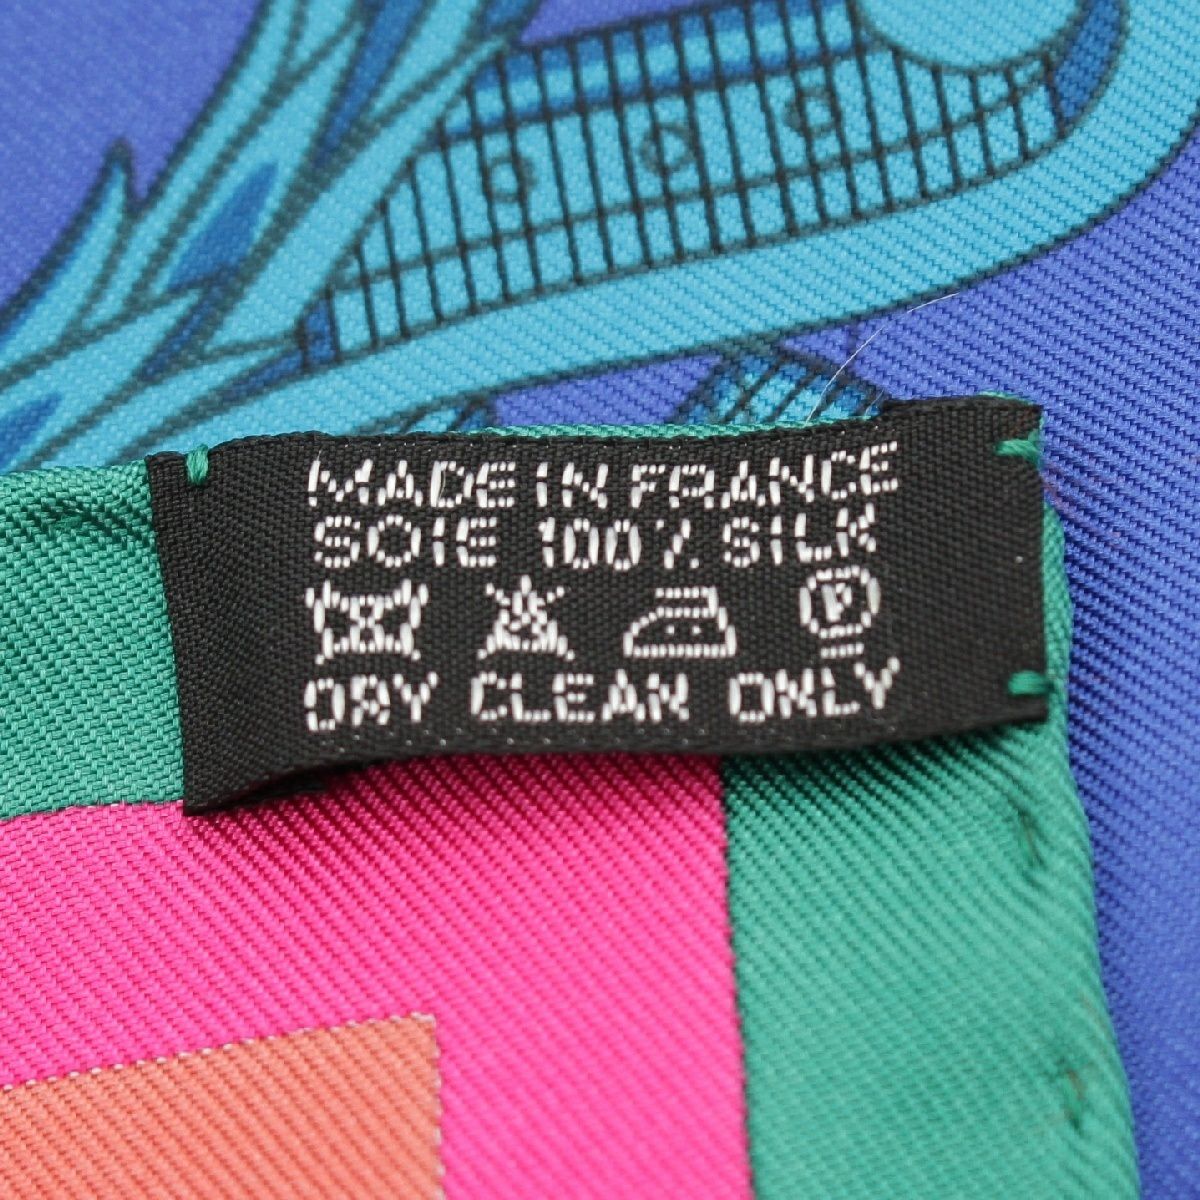 MADE IN FRANCE
SOIE 100% SILK
P
DRY CLEAN ONLY